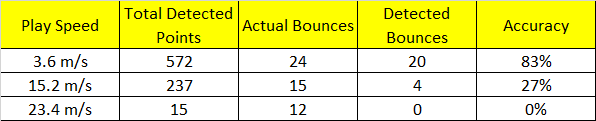 Play Speed Total Detected Points Actual Bounces Detected Bounces Accuracy
3.6 m/s 572 24 20 83%
15.2 m/s 237 15 4 27%
23.4 m/s 15 12 0 0%